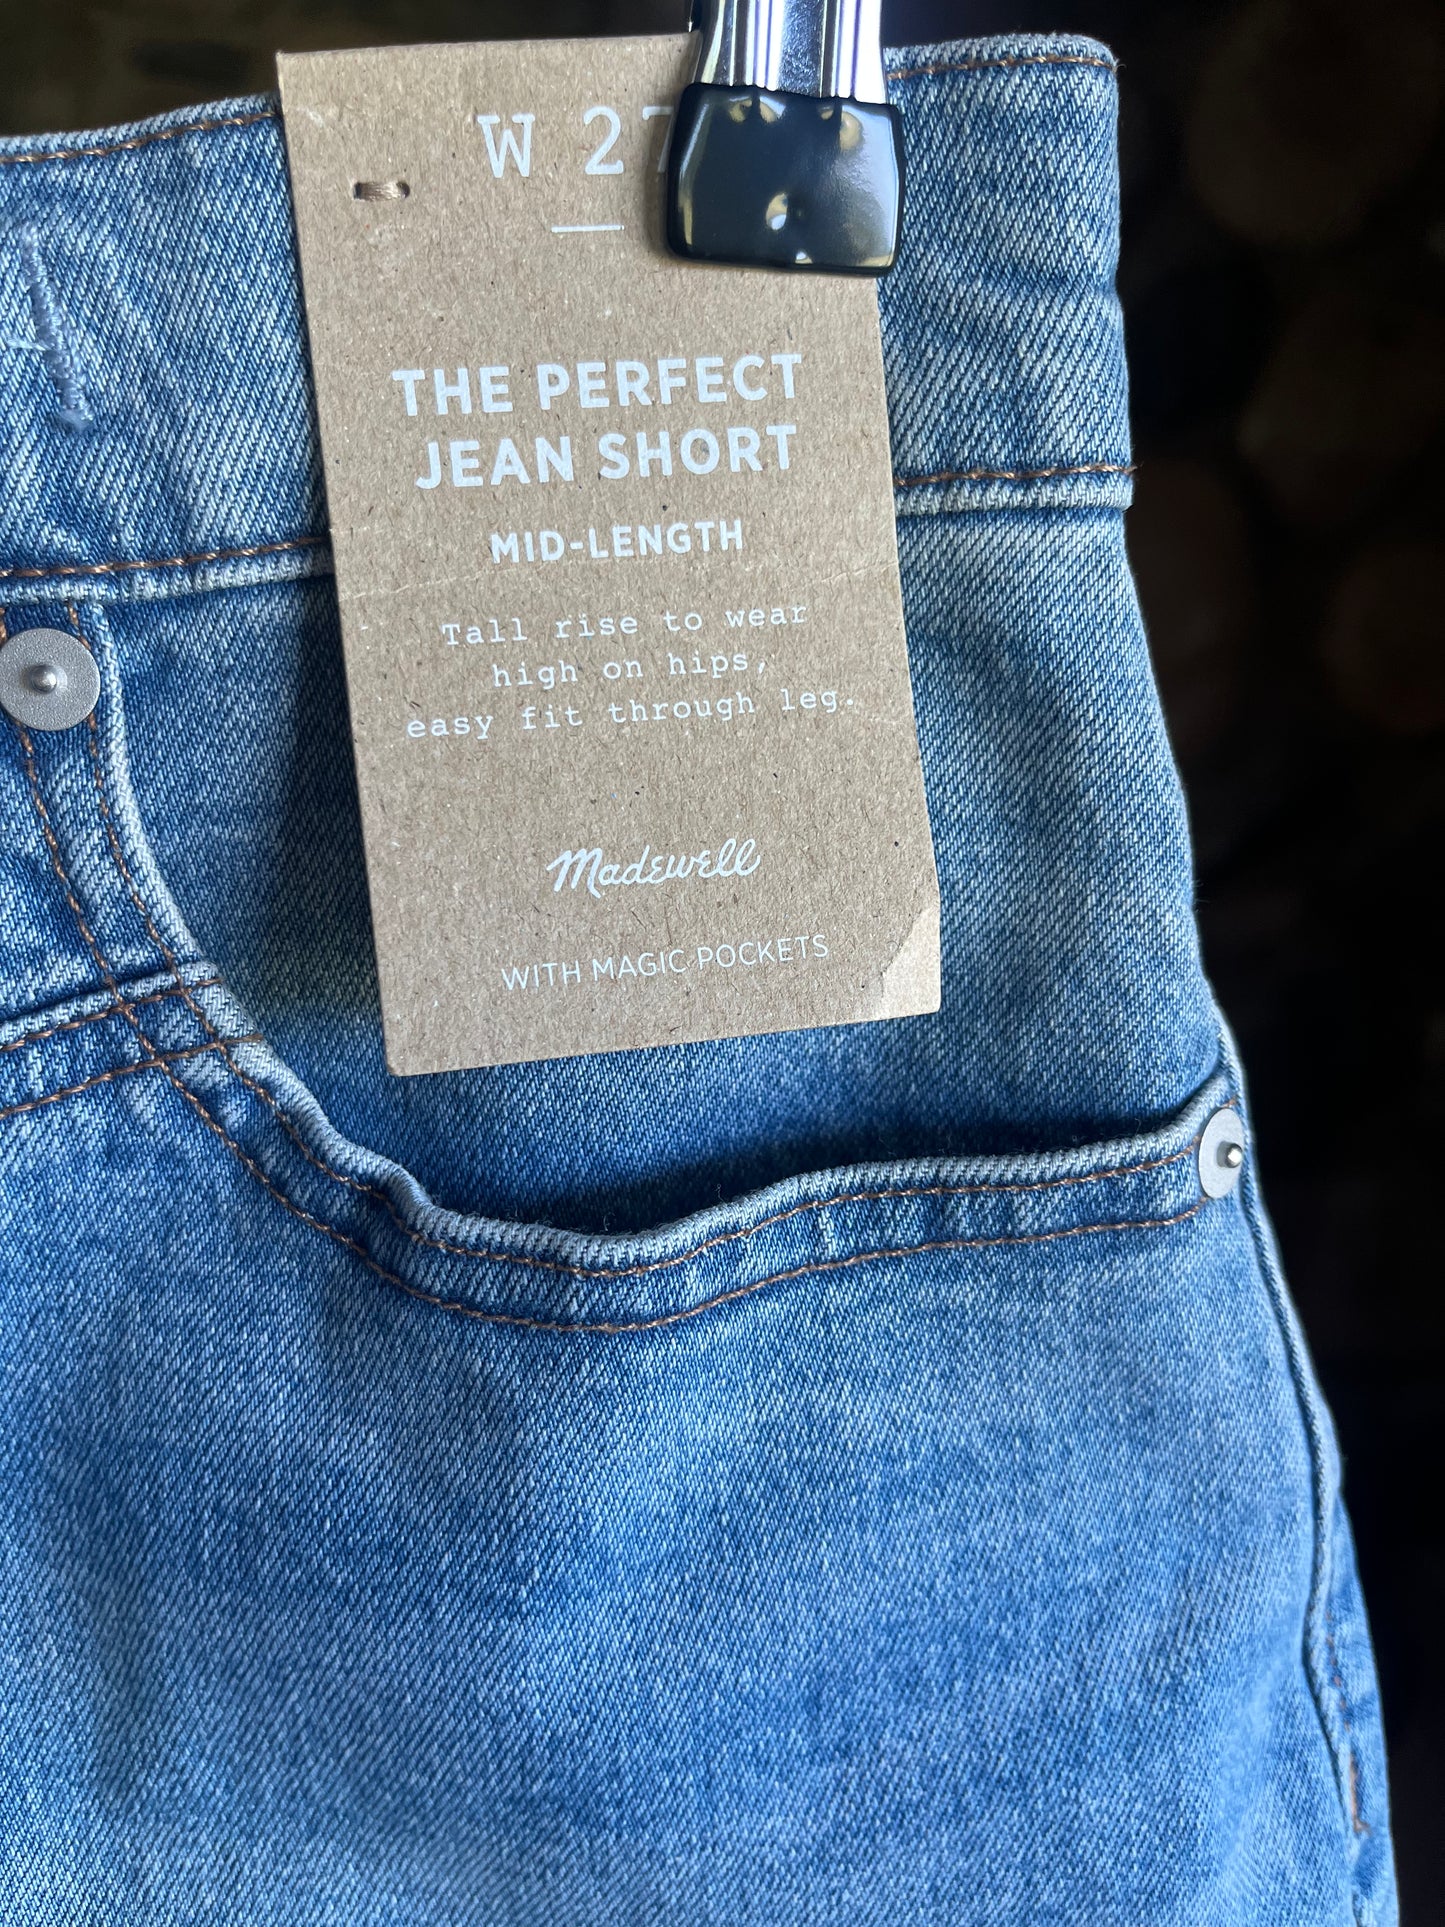 W 27
THE PERFECT
JEAN SHORT
MID-LENGTH
Tall rise to wear
high on hips,
easy fit through leg.
Madewell
WITH MAGIC POCKETS